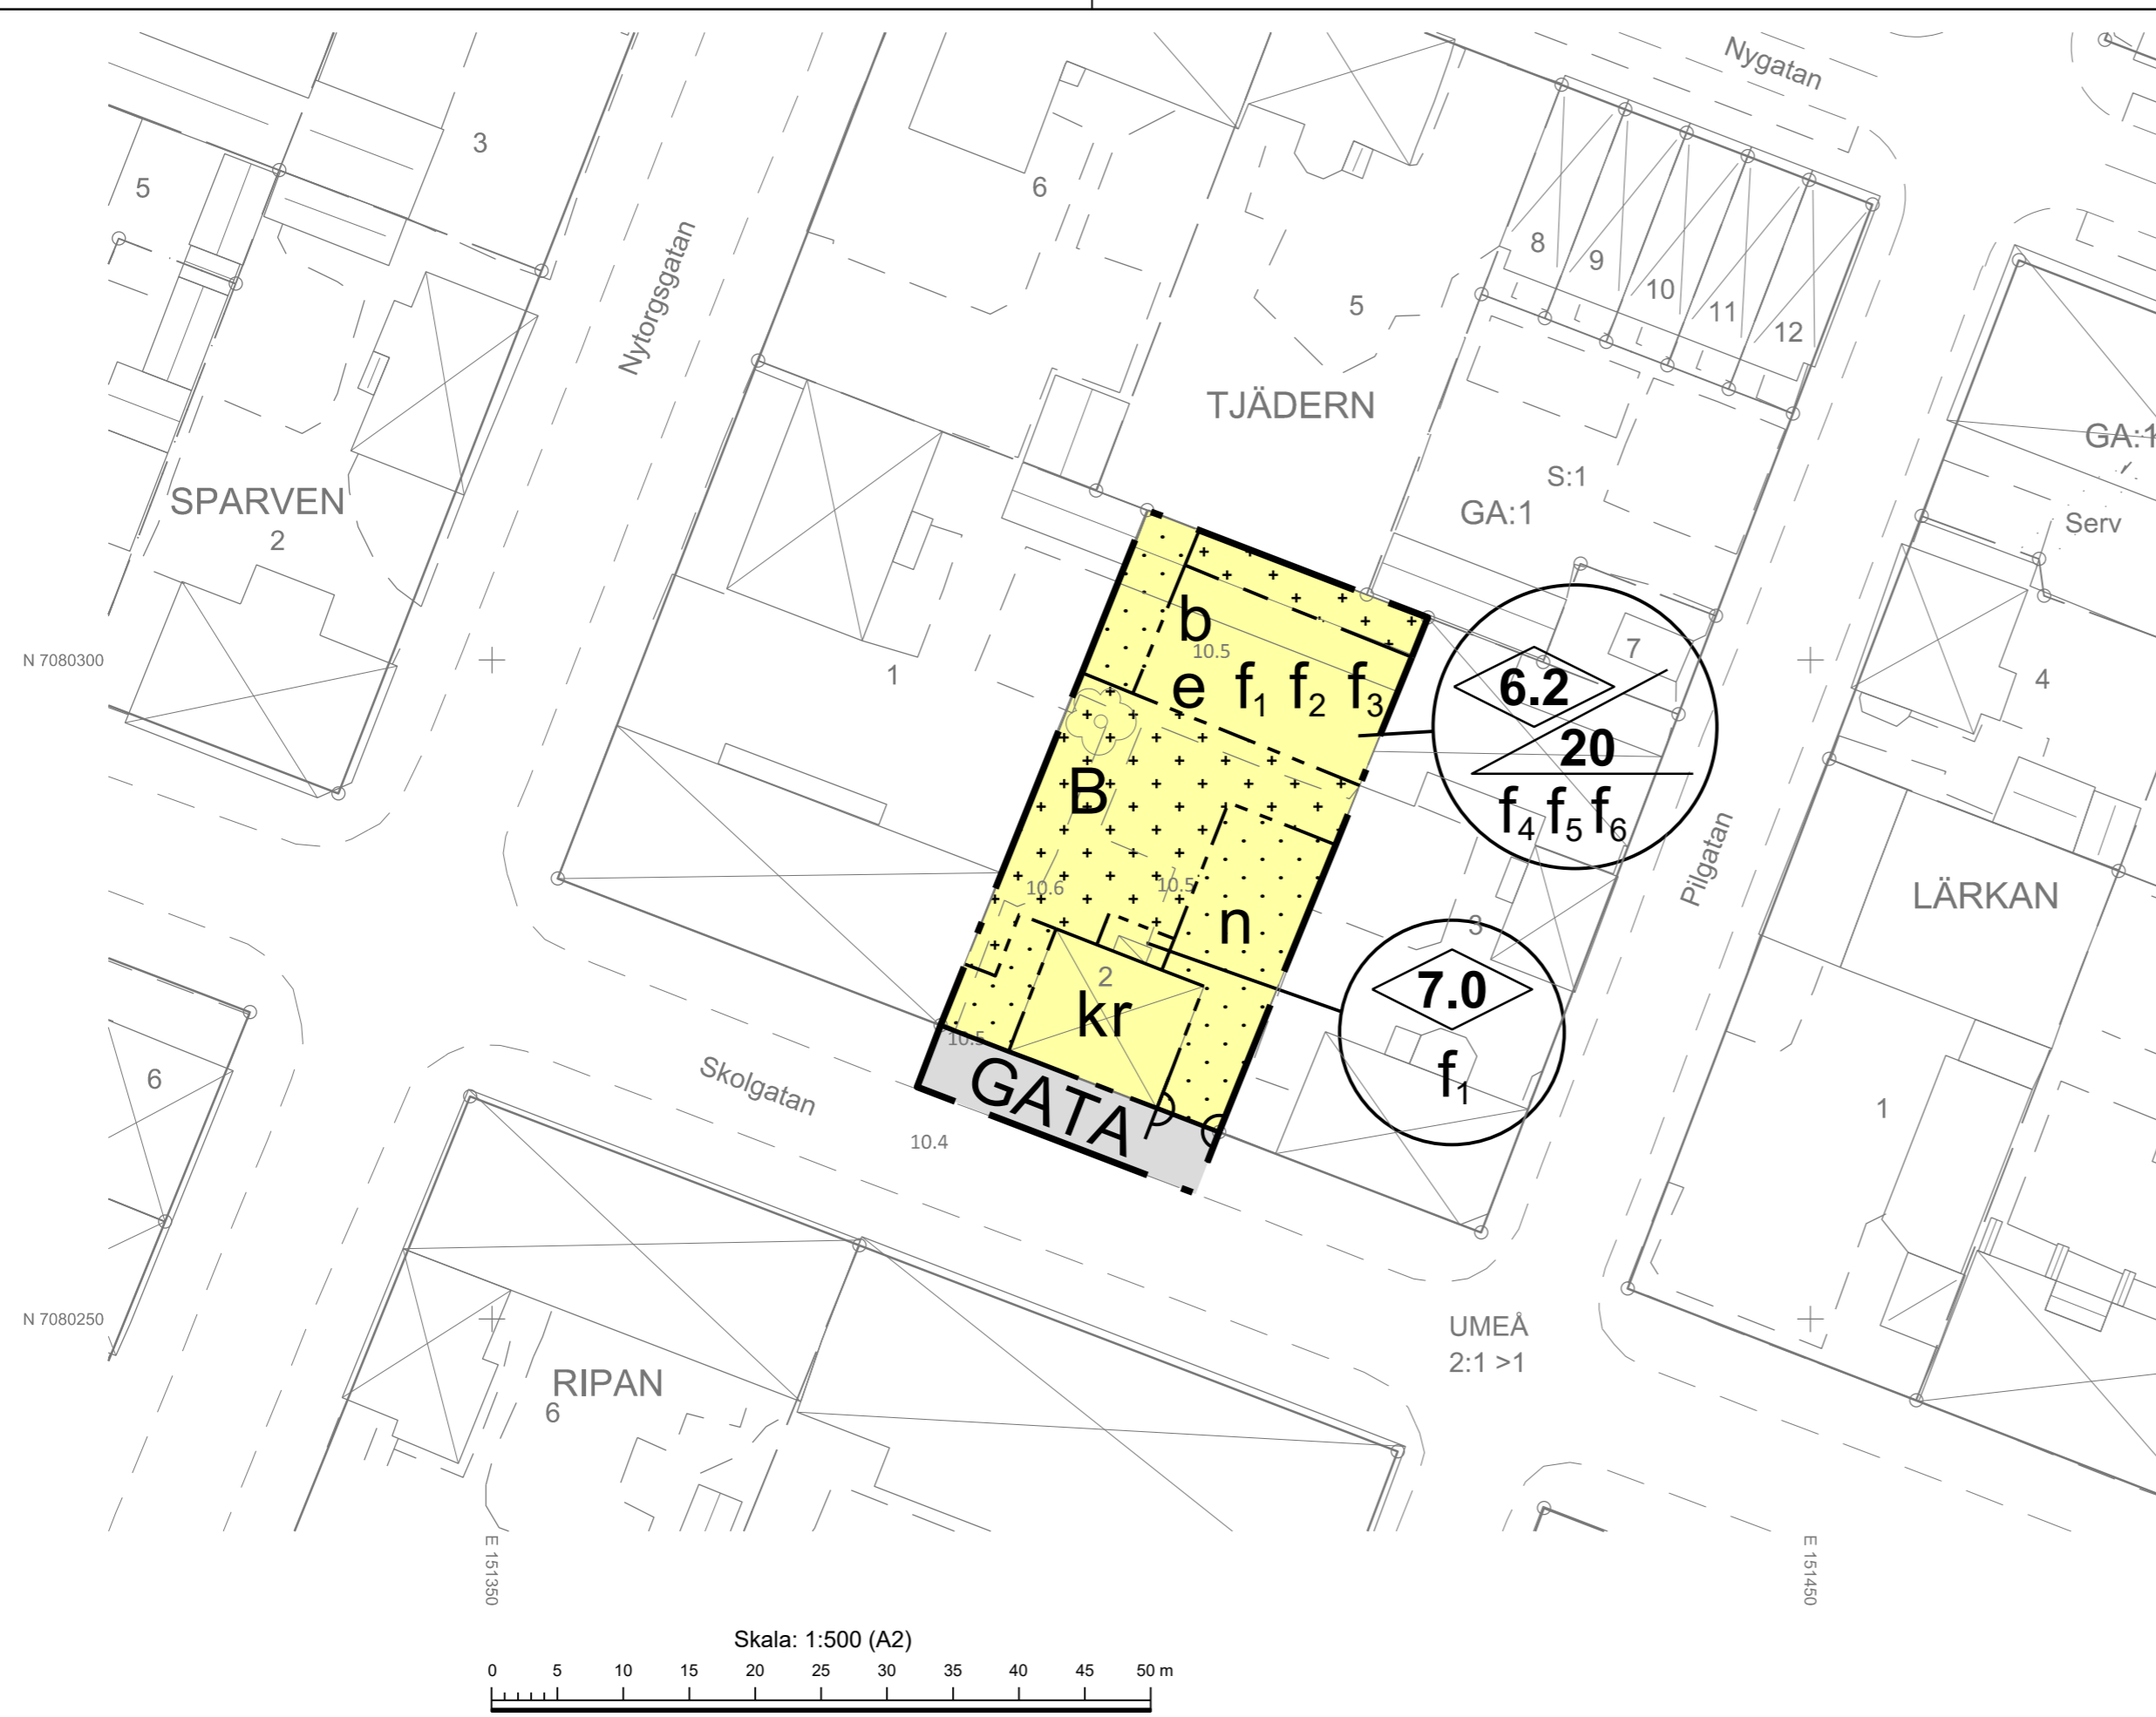 Nygatan
3
5
6
Nytorgsgatan
8
9
10
11
12
5
TJÄDERN
GA:1
S:1
GA:1
SPARVEN
2
Serv
b
10.5
N 7080300
1
7
4
e f1 f2 f3
6.2
20
f4 f5 f6
B
Pilgatan
LÄRKAN
10.6
10.5
n
3
2
7.0
kr
f1
10.5
Skolgatan
GATA
6
10.4
1
N 7080250
UMEÅ
2:1 >1
RIPAN
6
E 151350
E 151450
Skala: 1:500 (A2)
0 5 10 15 20 25 30 35 40 45 50 m